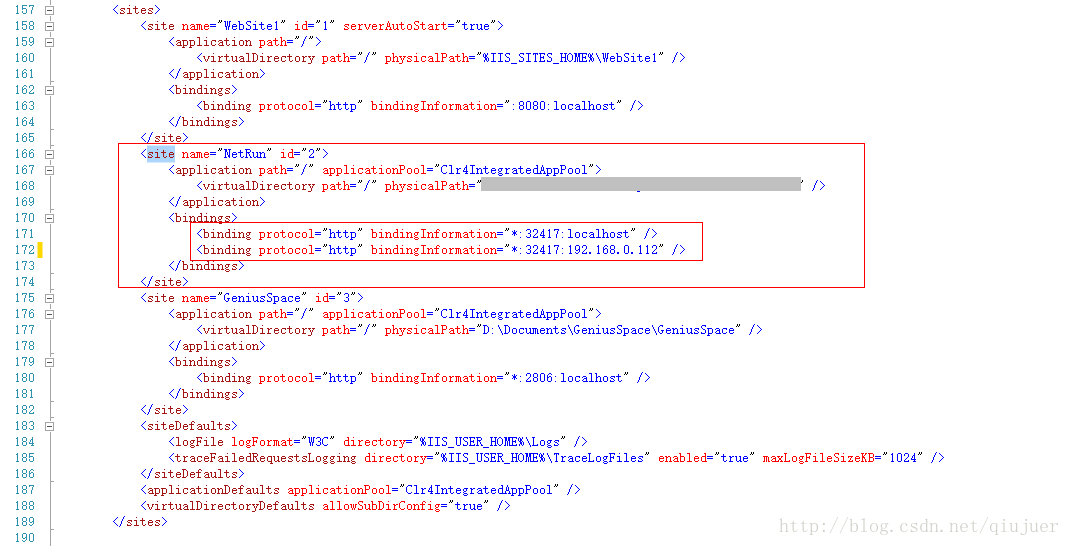 157 <sites>
158 <site name="WebSite1" id="1" serverAutoStart="true">
159 <application path="/">
160 <virtualDirectory path="/" physicalPath="%IIS_SITES_HOME%\WebSite1" />
161 </application>
162 <bindings>
163 <binding protocol="http" bindingInformation=":8080:localhost" />
164 </bindings>
165 </site>
166 <site name="NetRun" id="2">
167 <application path="/" applicationPool="Clr4IntegratedAppPool">
168 <virtualDirectory path="/" physicalPath=" " />
169 </application>
170 <bindings>
171 <binding protocol="http" bindingInformation="*:32417:localhost" />
172 <binding protocol="http" bindingInformation="*:32417:192.168.0.112" />
173 </bindings>
174 </site>
175 <site name="GeniusSpace" id="3">
176 <application path="/" applicationPool="Clr4IntegratedAppPool">
177 <virtualDirectory path="/" physicalPath="D:\Documents\GeniusSpace\GeniusSpace" />
178 </application>
179 <bindings>
180 <binding protocol="http" bindingInformation="*:2806:localhost" />
181 </bindings>
182 </site>
183 <siteDefaults>
184 <logFile logFormat="W3C" directory="%IIS_USER_HOME%\Logs" />
185 <traceFailedRequestsLogging directory="%IIS_USER_HOME%\TraceLogFiles" enabled="true" maxLogFileSizeKB="1024" />
186 </siteDefaults>
187 <applicationDefaults applicationPool="Clr4IntegratedAppPool" />
188 <virtualDirectoryDefaults allowSubDirConfig="true" />
189 </sites>
190
http://blog.csdn.net/qiujuer